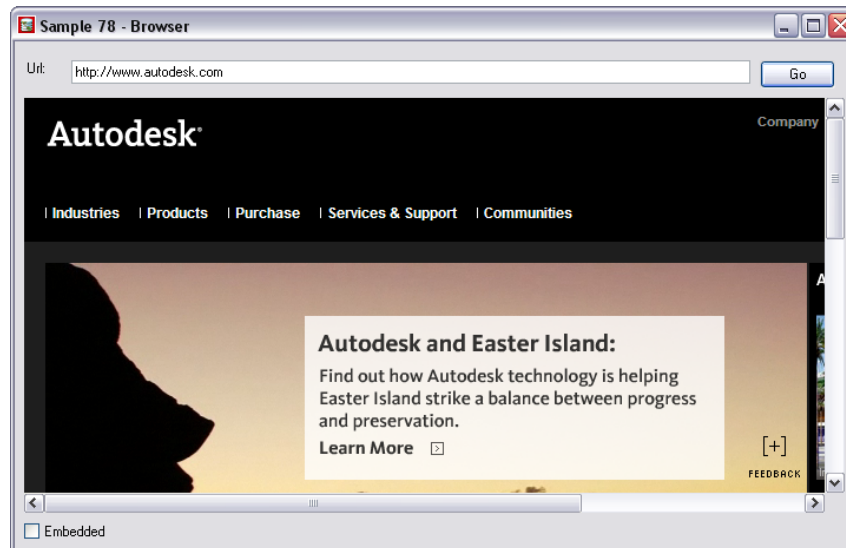 Sample 78 - Browser
Url:
http://www.autodesk.com
Go
Autodesk
Company
Industries
Products
Purchase
Services & Support
Communities
A
Autodesk and Easter Island:
Find out how Autodesk technology is helping
Easter Island strike a balance between progress
and preservation.
Learn More
[+]
FEEDBACK
Embedded